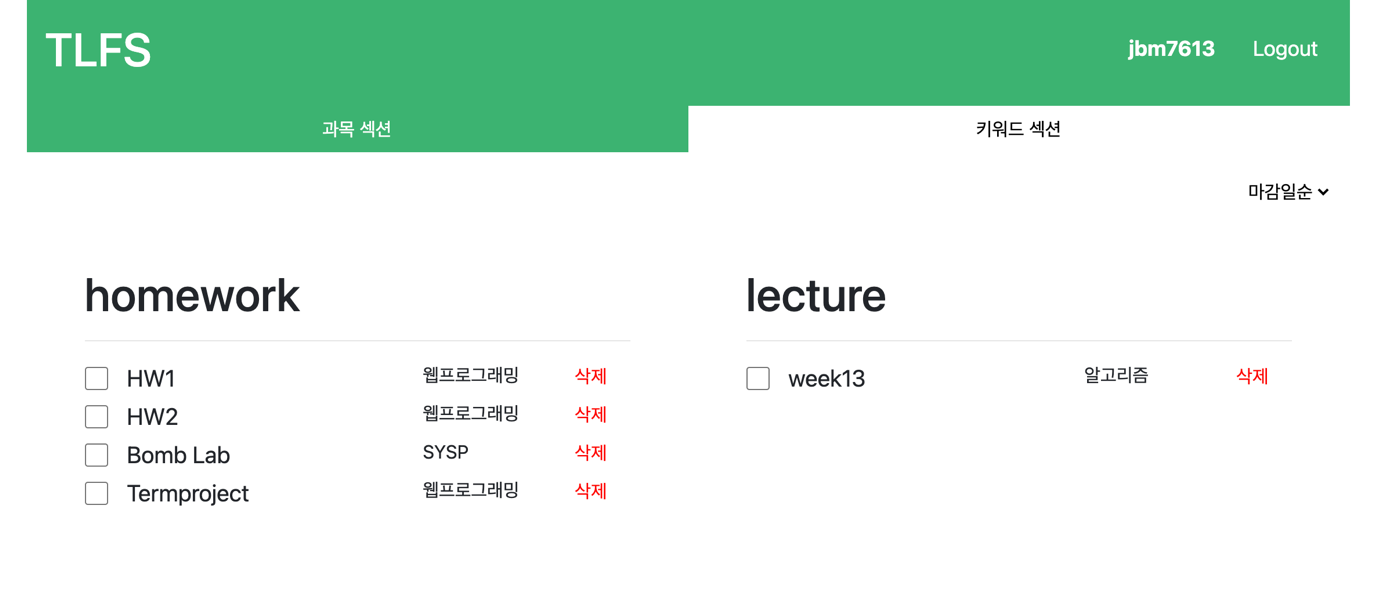 TLFS
jbm7613 Logout
과목 섹션
키워드 섹션
마감일순
homework
HW1 웹프로그래밍 삭제
HW2 웹프로그래밍 삭제
Bomb Lab SYSP 삭제
Termproject 웹프로그래밍 삭제
lecture
week13 알고리즘 삭제